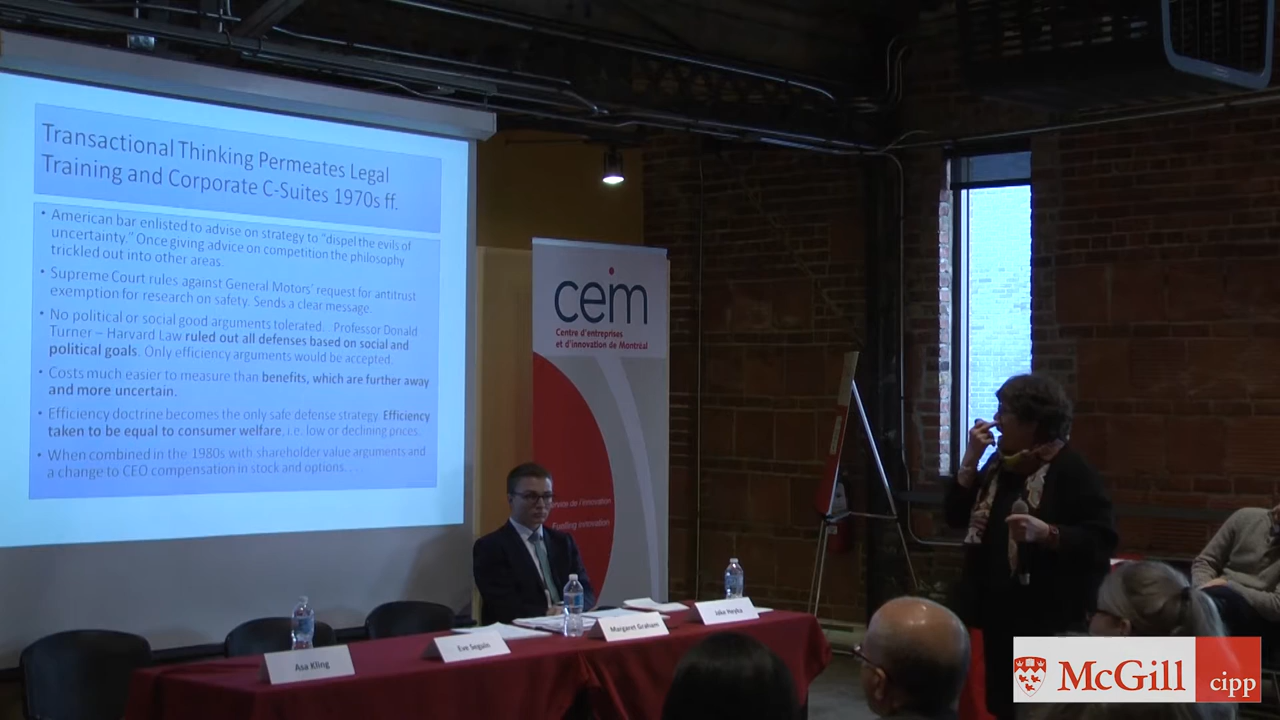 Transactional Thinking Permeates Legal
Training and Corporate C-Suites 1970s ff.
• American bar enlisted to advise on strategy to "dispel the evils of
uncertainty." Once giving advice on competition the philosophy
trickled out into other areas.
• Supreme Court rules against General Motors' request for antitrust
exemption for research on safety. Sends a clear message.
• No political or social good arguments tolerated. . Professor Donald
Turner – Harvard Law ruled out all defenses based on social and
political goals. Only efficiency arguments would be accepted.
• Costs much easier to measure than benefits, which are further away
and more uncertain.
• Efficiency doctrine becomes the only safe defense strategy. Efficiency
taken to be equal to consumer welfare, i.e. low or declining prices.
• When combined in the 1980s with shareholder value arguments and
a change to CEO compensation in stock and options. . . .
cem
Centre d'entreprises
et d'innovation de Montréal
service de l'innovation
Fuelling innovation
Asa Kling
Eve Seguin
Margaret Graham
Jake Heyka
McGill
cipp